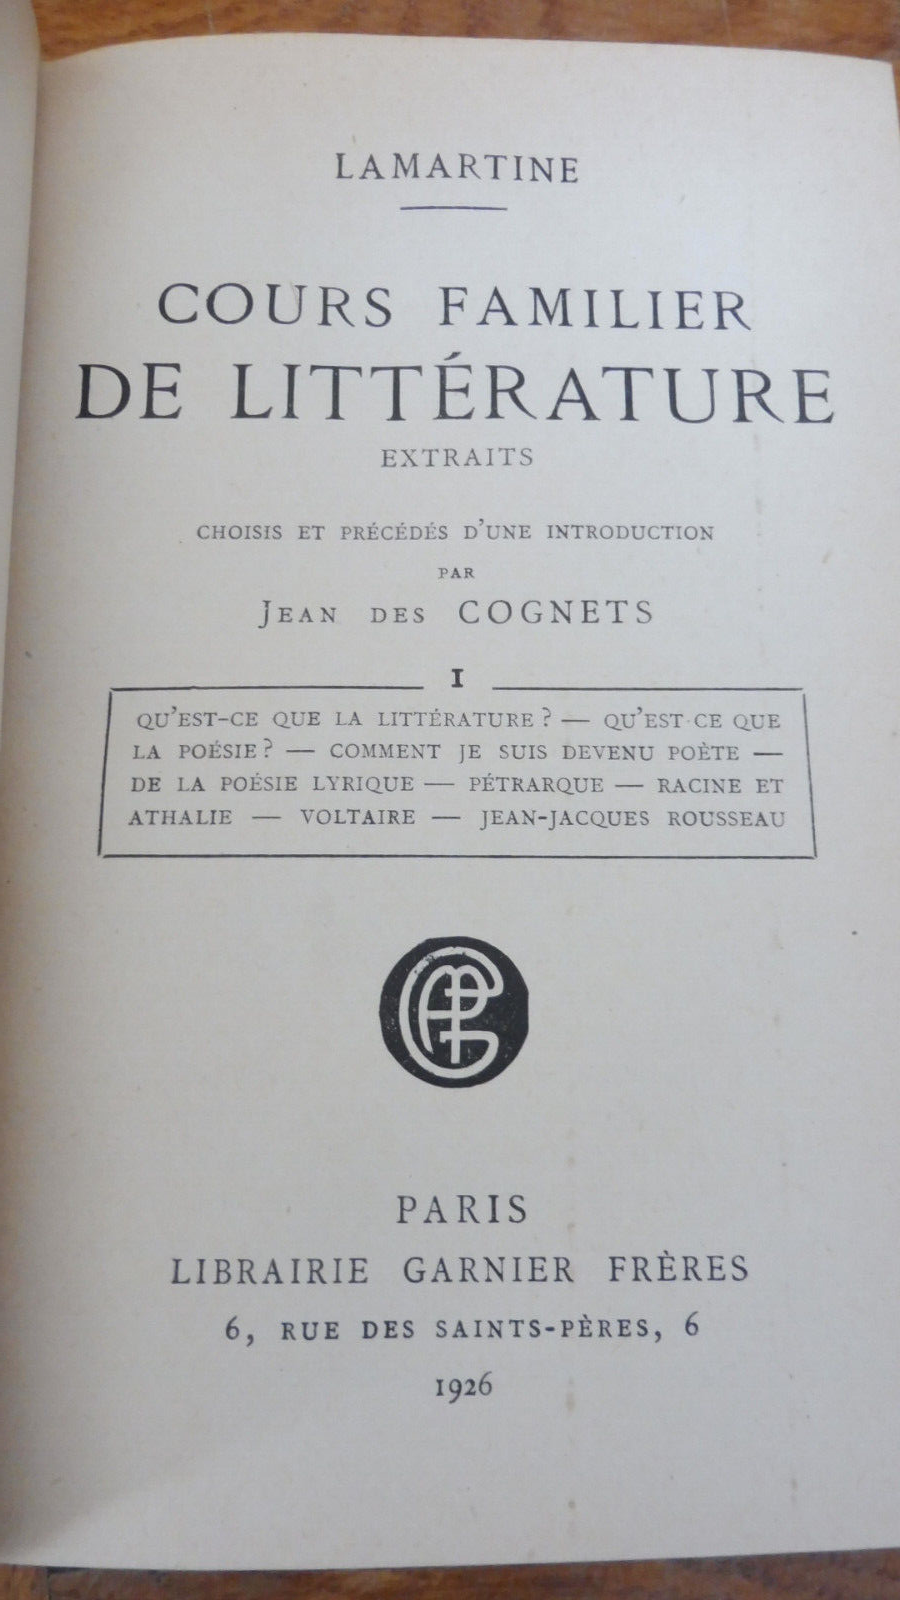 LAMARTINE
COURS FAMILIER
DE LITTÉRATURE
EXTRAITS
CHOISIS ET PRÉCÉDÉS D'UNE INTRODUCTION
PAR
JEAN DES COGNETS
I
QU'EST-CE QUE LA LITTÉRATURE ? — QU'EST-CE QUE
LA POÉSIE ? — COMMENT JE SUIS DEVENU POÈTE —
DE LA POÉSIE LYRIQUE — PÉTRARQUE — RACINE ET
ATHALIE — VOLTAIRE — JEAN-JACQUES ROUSSEAU
PARIS
LIBRAIRIE GARNIER FRÈRES
6, RUE DES SAINTS-PÈRES, 6
1926